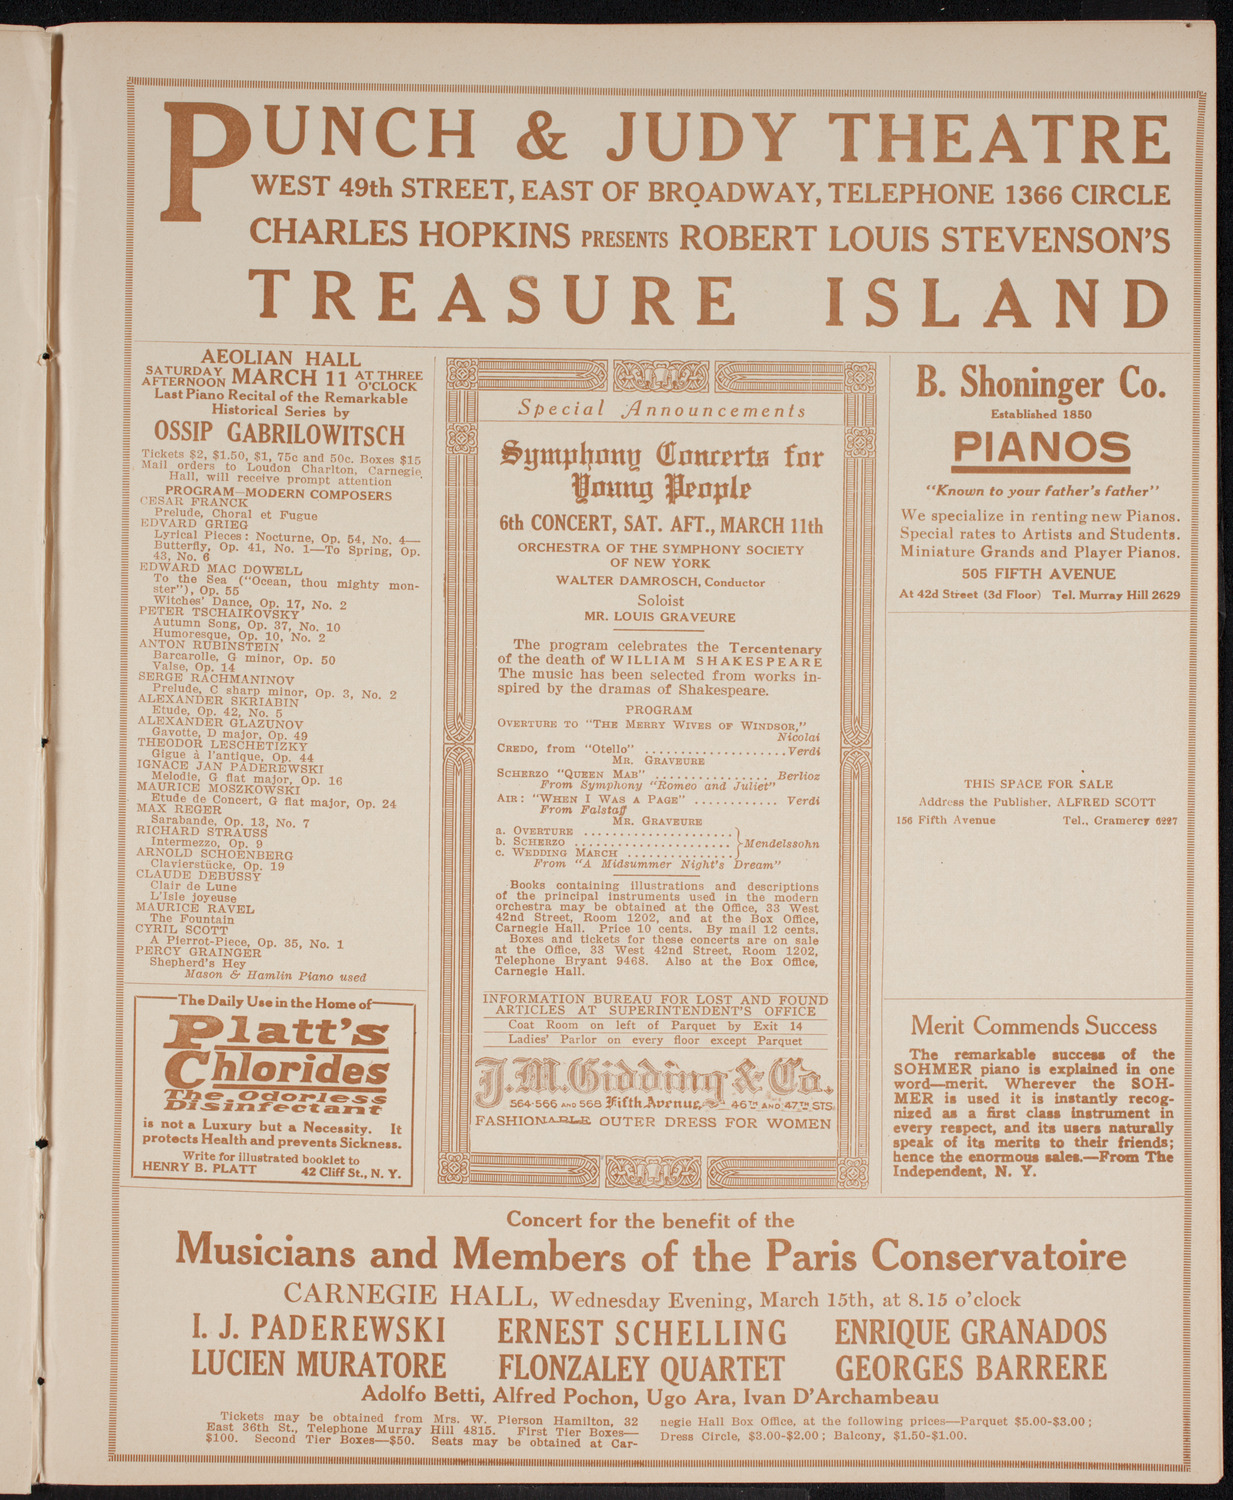 PUNCH & JUDY THEATRE
WEST 49th STREET, EAST OF BROADWAY, TELEPHONE 1366 CIRCLE
CHARLES HOPKINS PRESENTS ROBERT LOUIS STEVENSON'S
TREASURE ISLAND
AEOLIAN HALL
SATURDAY AFTERNOON MARCH 11 AT THREE O'CLOCK
Last Piano Recital of the Remarkable
Historical Series by
OSSIP GABRILOWITSCH
Tickets $2, $1.50, $1, 75c and 50c. Boxes $15
Mail orders to Loudon Charlton, Carnegie
Hall, will receive prompt attention
PROGRAM—MODERN COMPOSERS
CESAR FRANCK
Prelude, Choral et Fugue
EDVARD GRIEG
Lyrical Pieces: Nocturne, Op. 54, No. 4—
Butterfly, Op. 41, No. 1—To Spring, Op.
43, No. 6
EDWARD MAC DOWELL
To the Sea ("Ocean, thou mighty mon-
ster"), Op. 55
Witches' Dance, Op. 17, No. 2
PETER TSCHAIKOVSKY
Autumn Song, Op. 37, No. 10
Humoresque, Op. 10, No. 2
ANTON RUBINSTEIN
Barcarolle, G minor, Op. 50
Valse, Op. 14
SERGE RACHMANINOV
Prelude, C sharp minor, Op. 3, No. 2
ALEXANDER SKRIABIN
Etude, Op. 42, No. 5
ALEXANDER GLAZUNOV
Gavotte, D major, Op. 49
THEODOR LESCHETIZKY
Gigue à l'antique, Op. 44
IGNACE JAN PADEREWSKI
Melodie, G flat major, Op. 16
MAURICE MOSZKOWSKI
Etude de Concert, G flat major, Op. 24
MAX REGER
Sarabande, Op. 13, No. 7
RICHARD STRAUSS
Intermezzo, Op. 9
ARNOLD SCHOENBERG
Clavierstücke, Op. 19
CLAUDE DEBUSSY
Clair de Lune
L'Isle joyeuse
MAURICE RAVEL
The Fountain
CYRIL SCOTT
A Pierrot-Piece, Op. 35, No. 1
PERCY GRAINGER
Shepherd's Hey
Mason & Hamlin Piano used
The Daily Use in the Home of
Platt's
Chlorides
The Odorless
Disinfectant
is not a Luxury but a Necessity. It
protects Health and prevents Sickness.
Write for illustrated booklet to
HENRY B. PLATT 42 Cliff St., N. Y.
Special Announcements
Symphony Concerts for
Young People
6th CONCERT, SAT. AFT., MARCH 11th
ORCHESTRA OF THE SYMPHONY SOCIETY
OF NEW YORK
WALTER DAMROSCH, Conductor
Soloist
MR. LOUIS GRAVEURE
The program celebrates the Tercentenary
of the death of WILLIAM SHAKESPEARE
The music has been selected from works in-
spired by the dramas of Shakespeare.
PROGRAM
OVERTURE TO "THE MERRY WIVES OF WINDSOR,"
Nicolai
CREDO, from "Otello" ................... Verdi
MR. GRAVEURE
SCHERZO "QUEEN MAB" ............... Berlioz
From Symphony "Romeo and Juliet"
AIR: "WHEN I WAS A PAGE" ............ Verdi
From Falstaff
MR. GRAVEURE
a. OVERTURE ......................
b. SCHERZO ....................... } Mendelssohn
c. WEDDING MARCH ................
From "A Midsummer Night's Dream"
Books containing illustrations and descriptions
of the principal instruments used in the modern
orchestra may be obtained at the Office, 33 West
42nd Street, Room 1202, and at the Box Office,
Carnegie Hall. Price 10 cents. By mail 12 cents.
Boxes and tickets for these concerts are on sale
at the Office, 33 West 42nd Street, Room 1202,
Telephone Bryant 9468. Also at the Box Office,
Carnegie Hall.
INFORMATION BUREAU FOR LOST AND FOUND
ARTICLES AT SUPERINTENDENT'S OFFICE
Coat Room on left of Parquet by Exit 14
Ladies' Parlor on every floor except Parquet
J. M. Gidding & Co.
564-566 AND 568 Fifth Avenue, 46TH AND 47TH STS.
FASHIONABLE OUTER DRESS FOR WOMEN
B. Shoninger Co.
Established 1850
PIANOS
"Known to your father's father"
We specialize in renting new Pianos.
Special rates to Artists and Students.
Miniature Grands and Player Pianos.
505 FIFTH AVENUE
At 42d Street (3d Floor) Tel. Murray Hill 2629
THIS SPACE FOR SALE
Address the Publisher, ALFRED SCOTT
156 Fifth Avenue Tel., Gramercy 6227
Merit Commends Success
The remarkable success of the
SOHMER piano is explained in one
word—merit. Wherever the SOH-
MER is used it is instantly recog-
nized as a first class instrument in
every respect, and its users naturally
speak of its merits to their friends;
hence the enormous sales.—From The
Independent, N. Y.
Concert for the benefit of the
Musicians and Members of the Paris Conservatoire
CARNEGIE HALL, Wednesday Evening, March 15th, at 8.15 o'clock
I. J. PADEREWSKI ERNEST SCHELLING ENRIQUE GRANADOS
LUCIEN MURATORE FLONZALEY QUARTET GEORGES BARRERE
Adolfo Betti, Alfred Pochon, Ugo Ara, Ivan D'Archambeau
Tickets may be obtained from Mrs. W. Pierson Hamilton, 32
East 36th St., Telephone Murray Hill 4815. First Tier Boxes—
$100. Second Tier Boxes—$50. Seats may be obtained at Car-
negie Hall Box Office, at the following prices—Parquet $5.00-$3.00;
Dress Circle, $3.00-$2.00; Balcony, $1.50-$1.00.